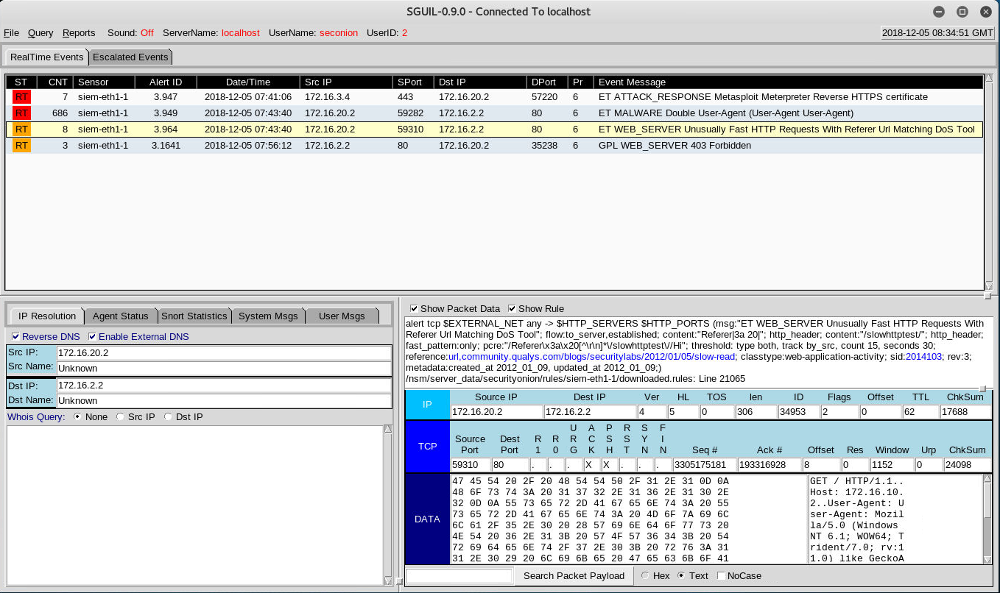 SGUIL-0.9.0 - Connected To localhost
File Query Reports Sound: Off ServerName: localhost UserName: seconion UserID: 2 2018-12-05 08:34:51 GMT
RealTime Events Escalated Events
ST CNT Sensor Alert ID Date/Time Src IP SPort Dst IP DPort Pr Event Message
RT 7 siem-eth1-1 3.947 2018-12-05 07:41:06 172.16.3.4 443 172.16.20.2 57220 6 ET ATTACK_RESPONSE Metasploit Meterpreter Reverse HTTPS certificate
RT 686 siem-eth1-1 3.949 2018-12-05 07:43:40 172.16.20.2 59282 172.16.2.2 80 6 ET MALWARE Double User-Agent (User-Agent User-Agent)
RT 8 siem-eth1-1 3.964 2018-12-05 07:43:40 172.16.20.2 59310 172.16.2.2 80 6 ET WEB_SERVER Unusually Fast HTTP Requests With Referer Url Matching DoS Tool
RT 3 siem-eth1-1 3.1641 2018-12-05 07:56:12 172.16.2.2 80 172.16.20.2 35238 6 GPL WEB_SERVER 403 Forbidden
IP Resolution Agent Status Snort Statistics System Msgs User Msgs
Reverse DNS Enable External DNS
Src IP: 172.16.20.2
Src Name: Unknown
Dst IP: 172.16.2.2
Dst Name: Unknown
Whois Query: None Src IP Dst IP
Show Packet Data Show Rule
alert tcp $EXTERNAL_NET any -> $HTTP_SERVERS $HTTP_PORTS (msg:"ET WEB_SERVER Unusually Fast HTTP Requests With
Referer Url Matching DoS Tool"; flow:to_server,established; content:"Referer|3a 20|"; http_header; content:"/slowhttptest/"; http_header;
fast_pattern:only; pcre:"/Referer\x3a\x20[^\r\n]*\/slowhttptest\//Hi"; threshold: type both, track by_src, count 15, seconds 30;
reference:url,community.qualys.com/blogs/securitylabs/2012/01/05/slow-read; classtype:web-application-activity; sid:2014103; rev:3;
metadata:created_at 2012_01_09, updated_at 2012_01_09;)
/nsm/server_data/securityonion/rules/siem-eth1-1/downloaded.rules: Line 21065
IP
Source IP Dest IP Ver HL TOS len ID Flags Offset TTL ChkSum
172.16.20.2 172.16.2.2 4 5 0 306 34953 2 0 62 17688
TCP
Source Port Dest Port R1 R0 URG ACK PSH RST SYN FIN Seq # Ack # Offset Res Window Urp ChkSum
59310 80 . . . X X . . . 3305175181 193316928 8 0 1152 0 24098
DATA
47 45 54 20 2F 20 48 54 54 50 2F 31 2E 31 0D 0A GET / HTTP/1.1..
48 6F 73 74 3A 20 31 37 32 2E 31 36 2E 31 30 2E Host: 172.16.10.
32 0D 0A 55 73 65 72 2D 41 67 65 6E 74 3A 20 55 2..User-Agent: U
73 65 72 2D 41 67 65 6E 74 3A 20 4D 6F 7A 69 6C ser-Agent: Mozil
6C 61 2F 35 2E 30 20 28 57 69 6E 64 6F 77 73 20 la/5.0 (Windows
4E 54 20 36 2E 31 3B 20 57 4F 57 36 34 3B 20 54 NT 6.1; WOW64; T
72 69 64 65 6E 74 2F 37 2E 30 3B 20 72 76 3A 31 rident/7.0; rv:1
31 2E 30 29 20 6C 69 6B 65 20 47 65 63 6B 6F 41 1.0) like GeckoA
Search Packet Payload Hex Text NoCase